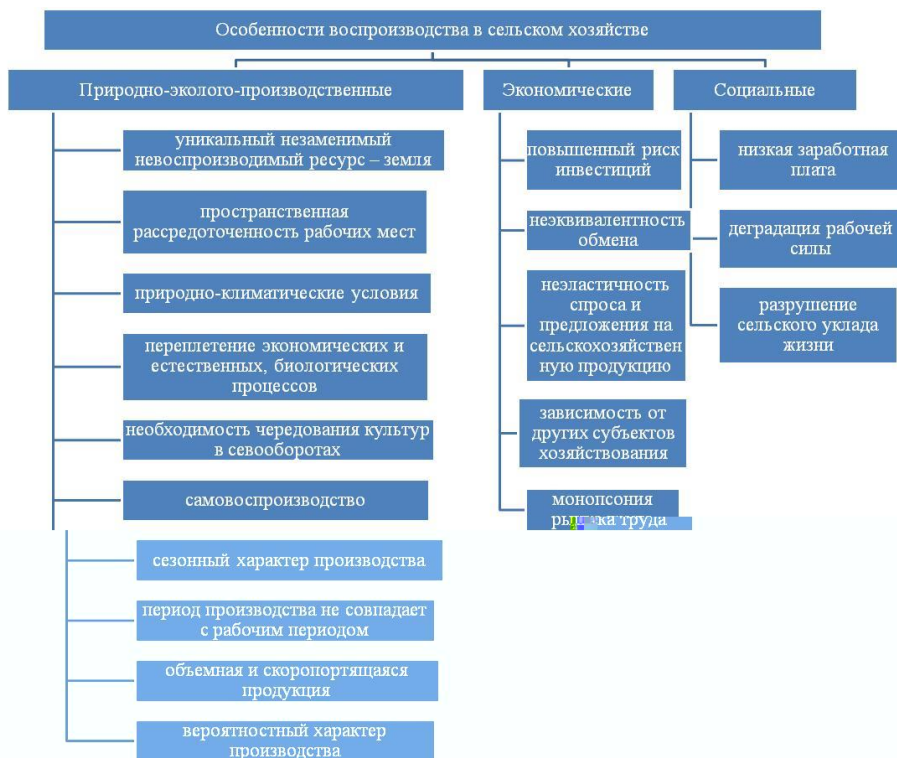 Особенности воспроизводства в сельском хозяйстве
Природно-эколого-производственные
уникальный незаменимый
невоспроизводимый ресурс – земля
пространственная
рассредоточенность рабочих мест
природно-климатические условия
переплетение экономических и
естественных, биологических
процессов
необходимость чередования культур
в севооборотах
самовоспроизводство
сезонный характер производства
период производства не совпадает
с рабочим периодом
объемная и скоропортящаяся
продукция
вероятностный характер
производства
Экономические
повышенный риск
инвестиций
неэквивалентность
обмена
неэластичность
спроса и
предложения на
сельскохозяйствен
ную продукцию
зависимость от
других субъектов
хозяйствования
монопсония
рынка труда
Социальные
низкая заработная
плата
деградация рабочей
силы
разрушение
сельского уклада
жизни